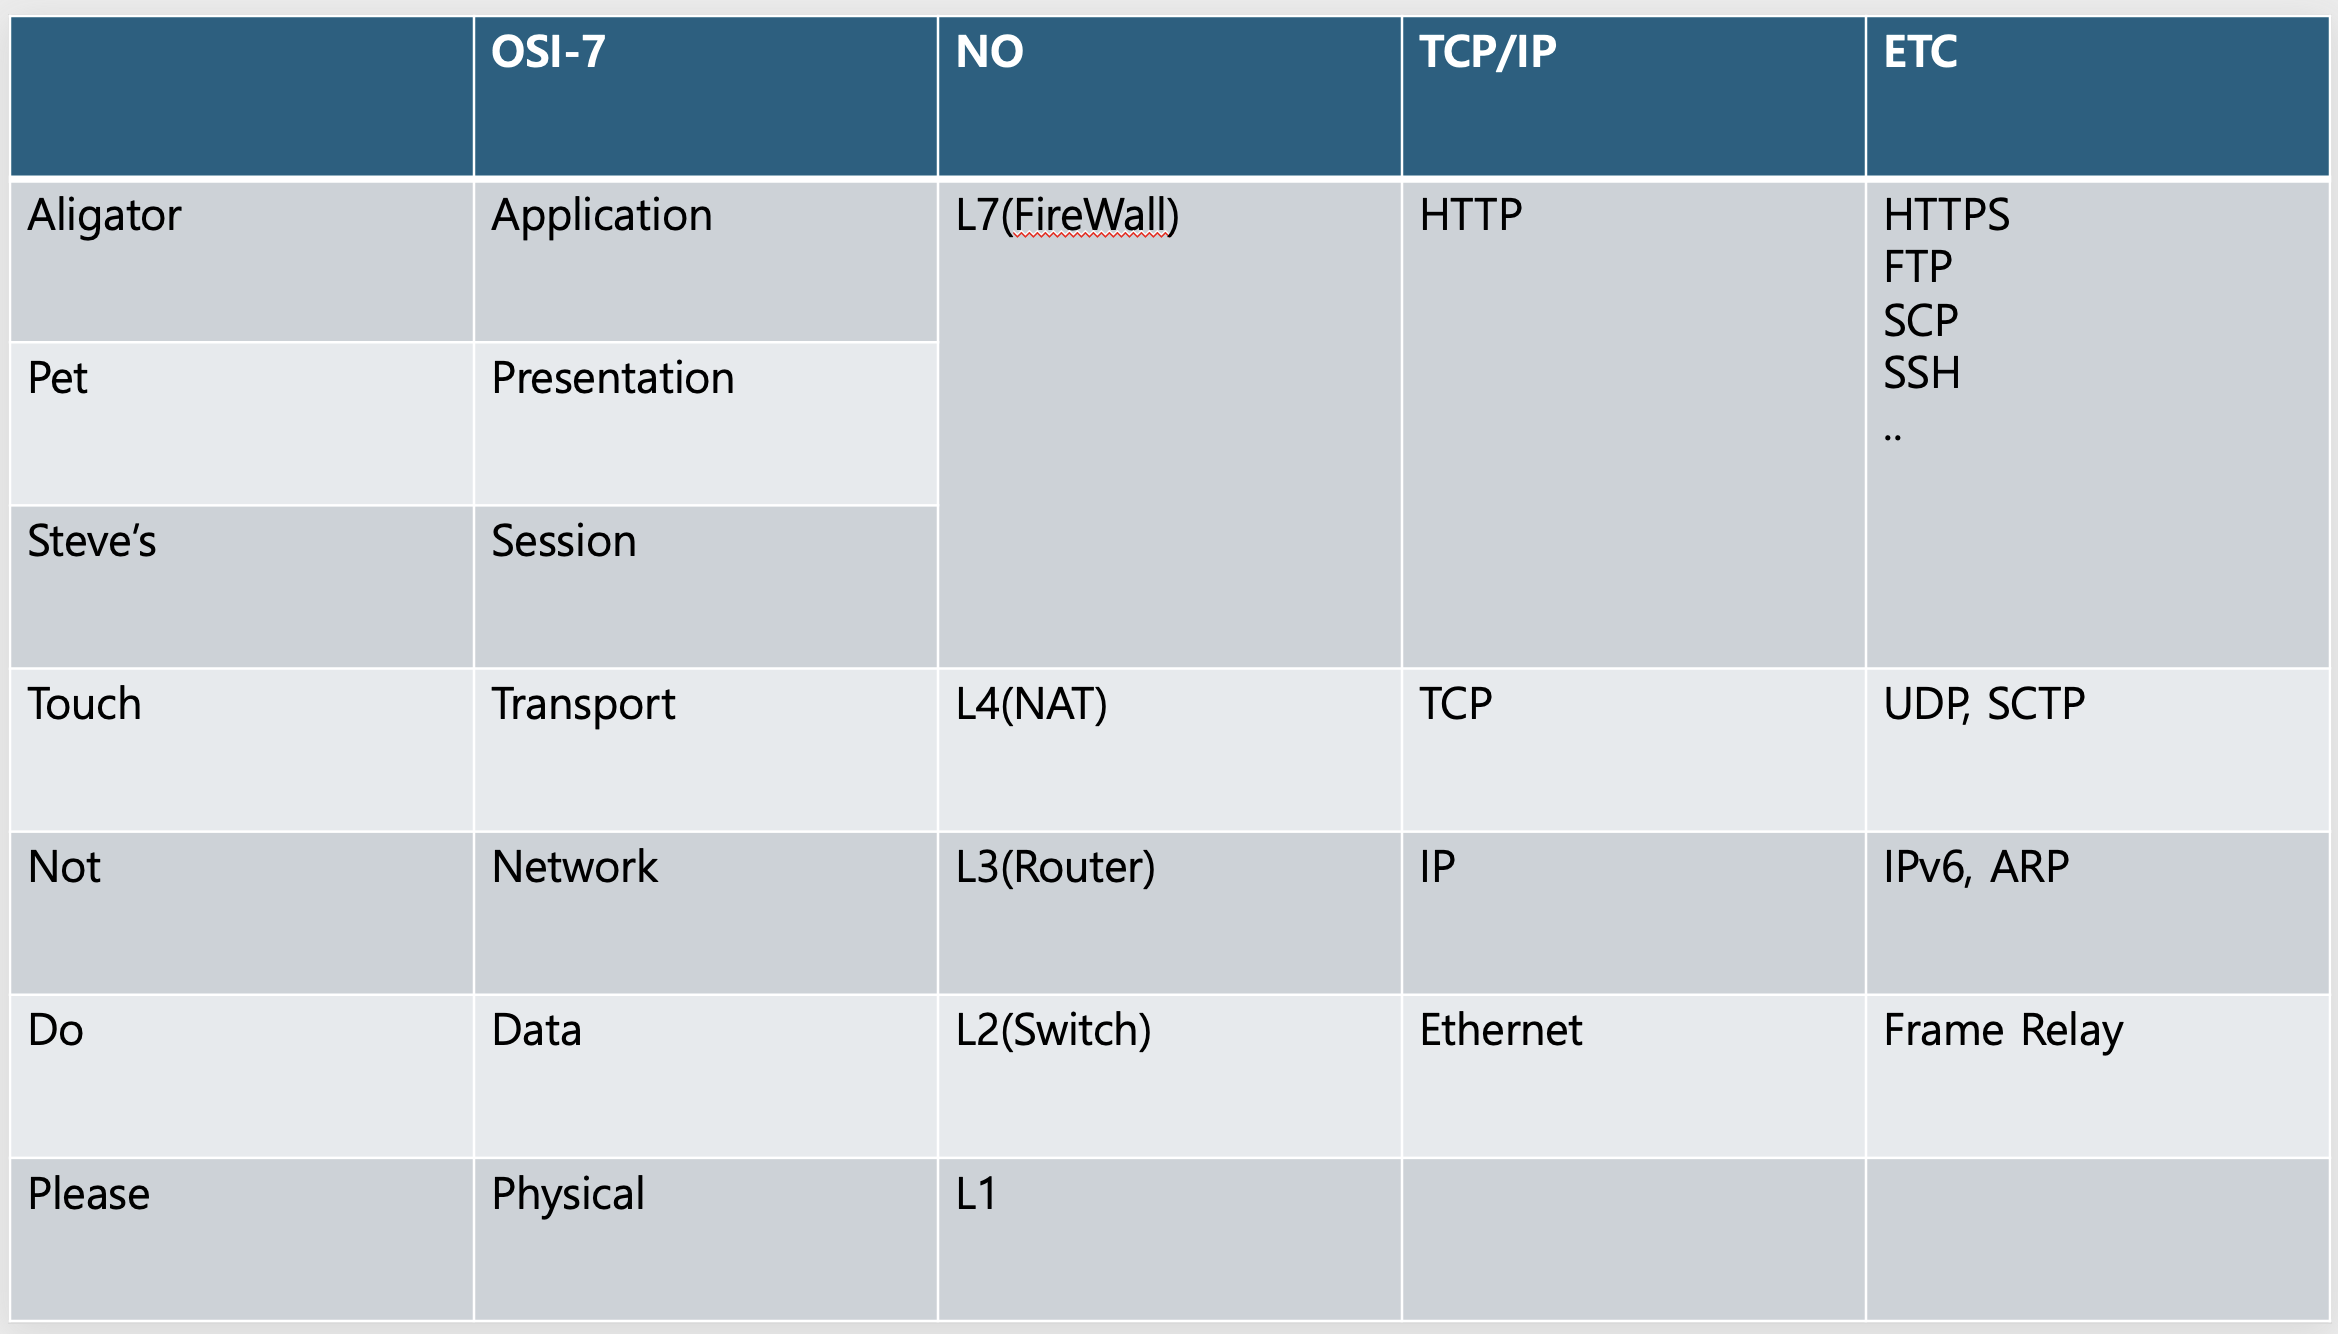 OSI-7 NO TCP/IP ETC
Aligator Application L7(FireWall) HTTP HTTPS
FTP
SCP
SSH
..
Pet Presentation
Steve’s Session
Touch Transport L4(NAT) TCP UDP, SCTP
Not Network L3(Router) IP IPv6, ARP
Do Data L2(Switch) Ethernet Frame Relay
Please Physical L1